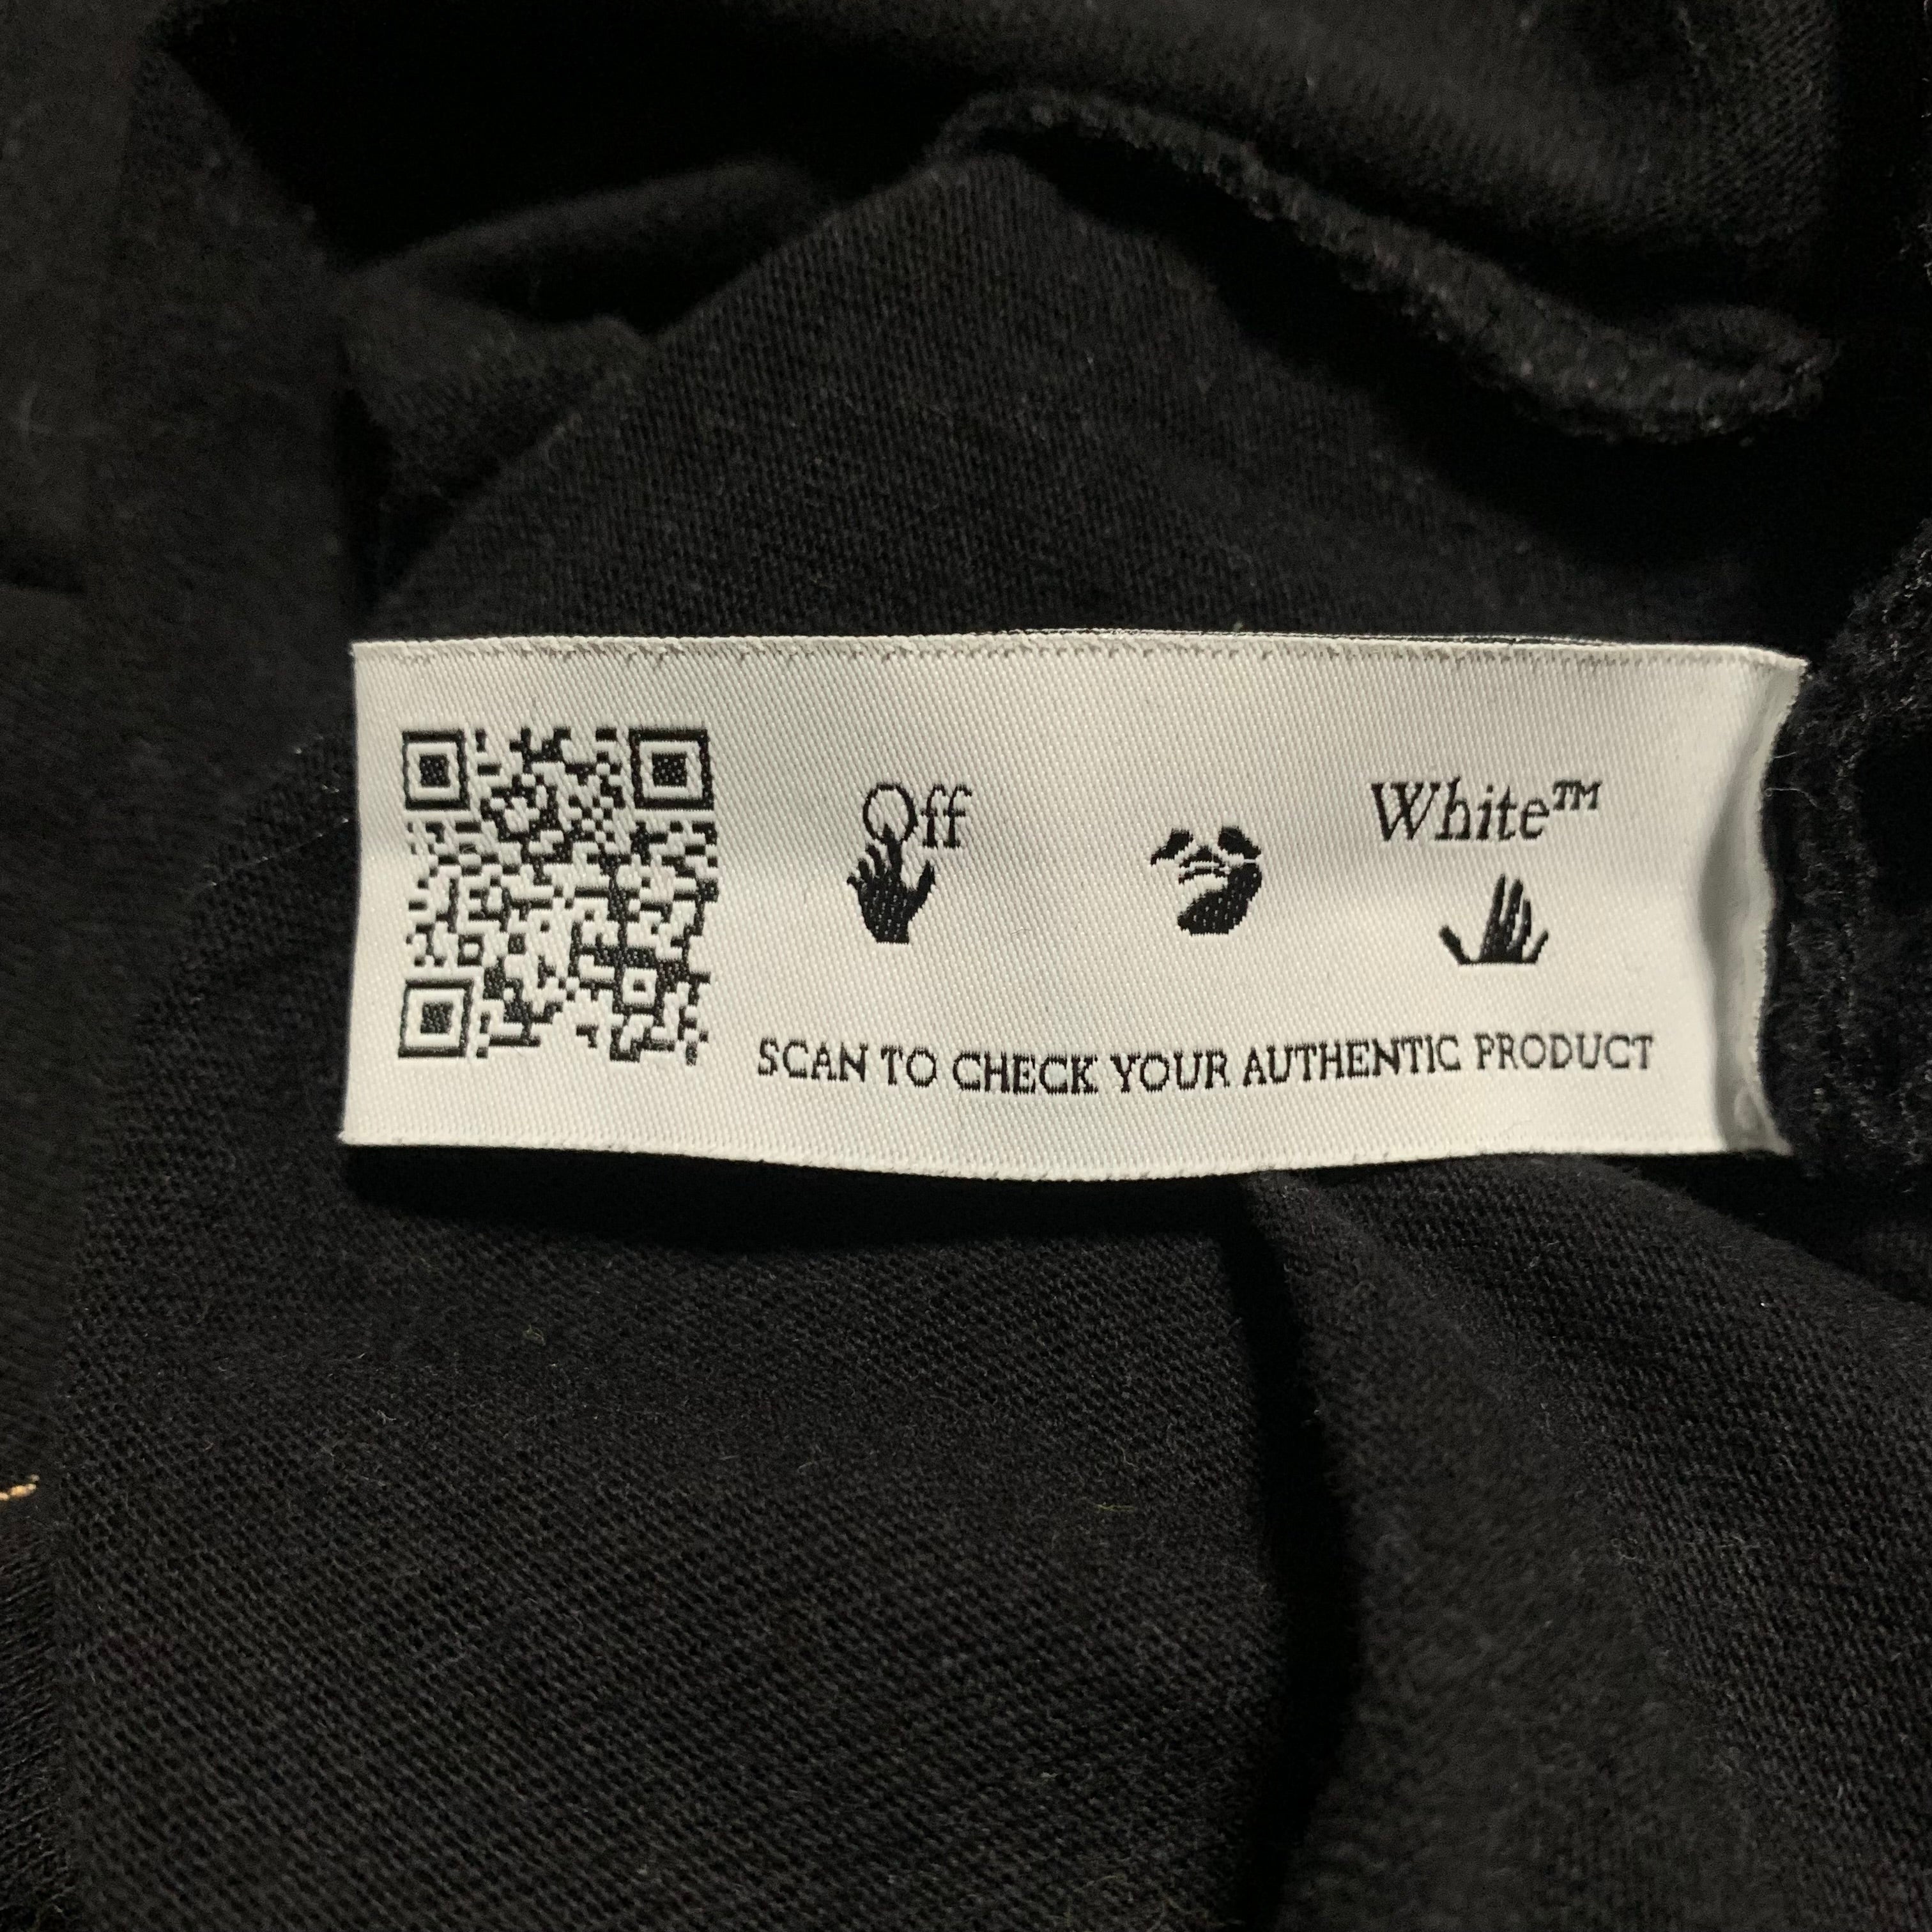 Off White™
SCAN TO CHECK YOUR AUTHENTIC PRODUCT